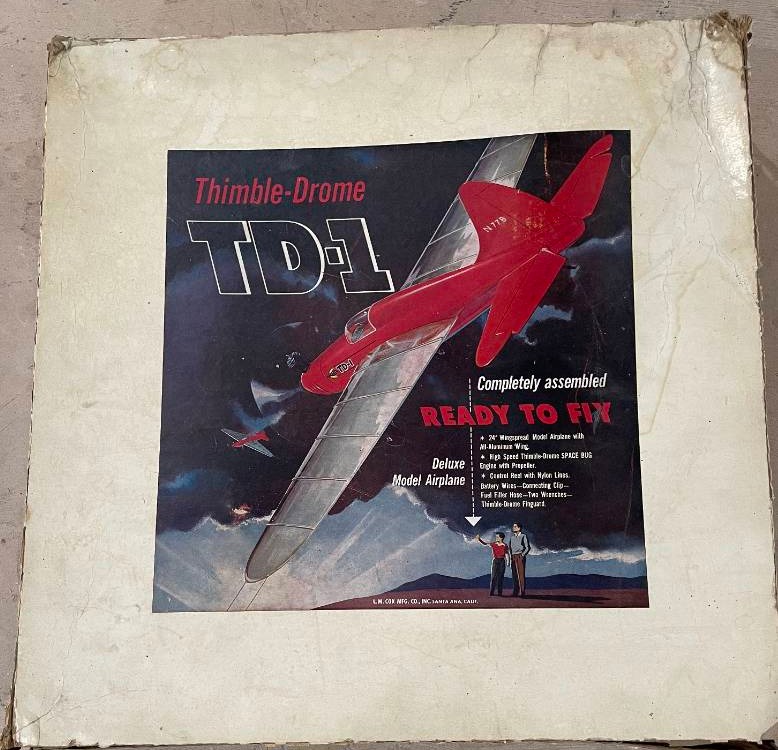 Thimble-Drome
TD-1
N 779
TD-1
Completely assembled
READY TO FLY
* 24" Wingspread Model Airplane with
All-Aluminum Wing.
* High Speed Thimble-Drome SPACE BUG
Engine with Propeller.
* Control Reel with Nylon Lines.
Battery Wires—Connecting Clip—
Fuel Filler Hose—Two Wrenches—
Thimble-Drome Finguard.
Deluxe
Model Airplane
L.M. COX MFG. CO., INC. SANTA ANA, CALIF.